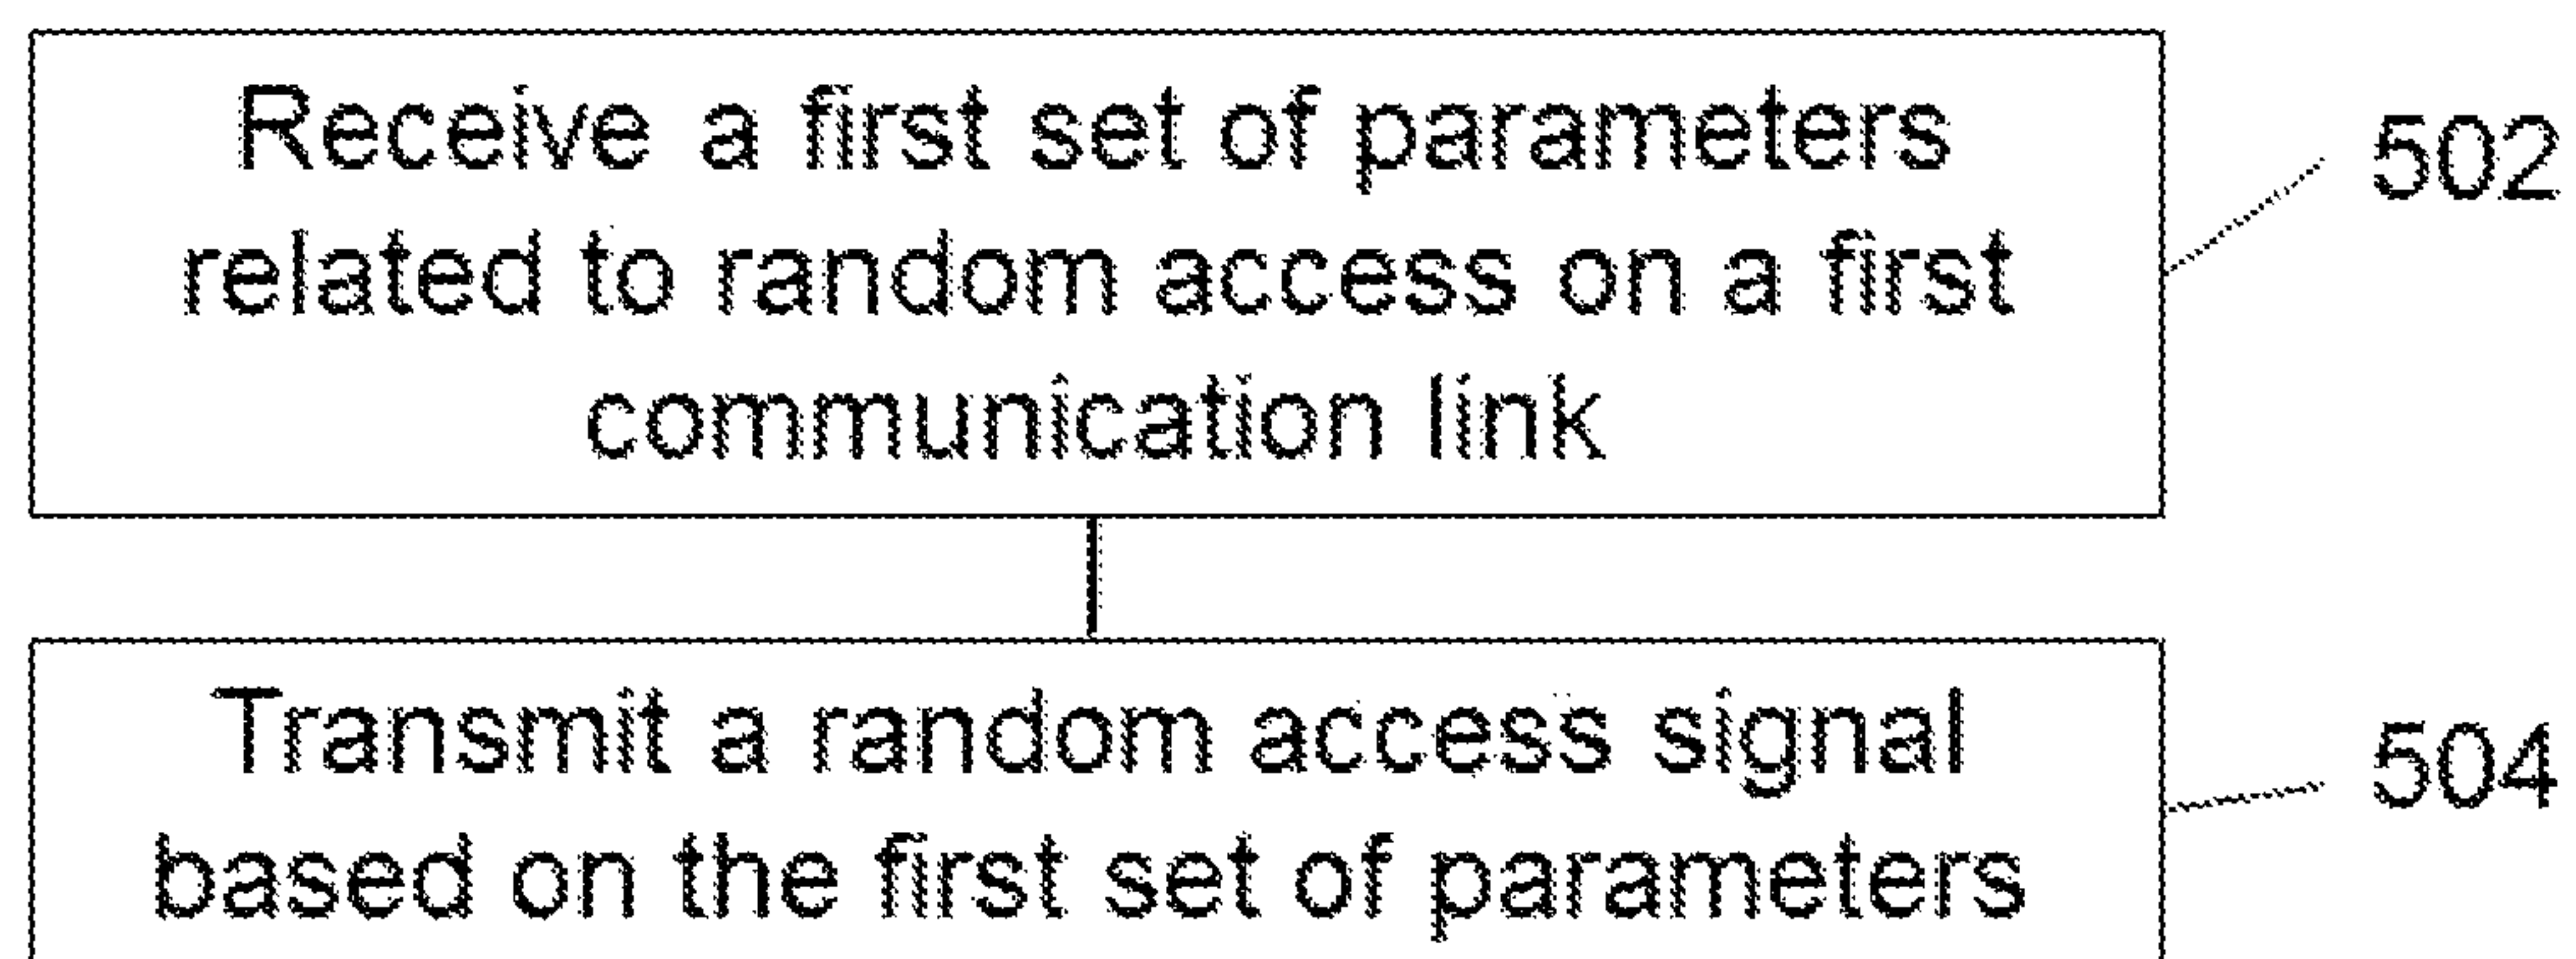 Receive a first set of parameters
related to random access on a first
communication link
502
Transmit a random access signal
based on the first set of parameters
504